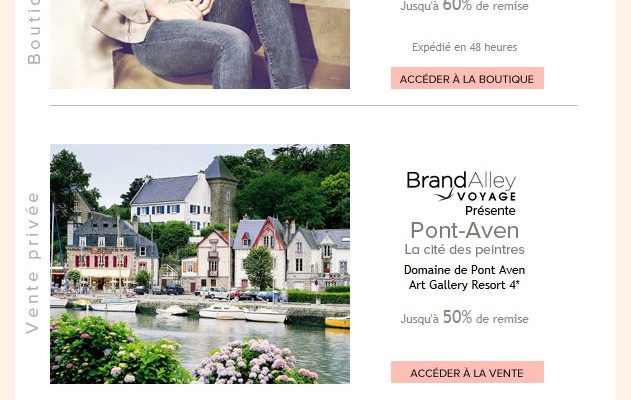 Jusqu'à 60% de remise
Expédié en 48 heures
ACCÉDER À LA BOUTIQUE
Vente privée
BrandAlley
VOYAGE
Présente
Pont-Aven
La cité des peintres
Domaine de Pont Aven
Art Gallery Resort 4*
Jusqu'à 50% de remise
ACCÉDER À LA VENTE